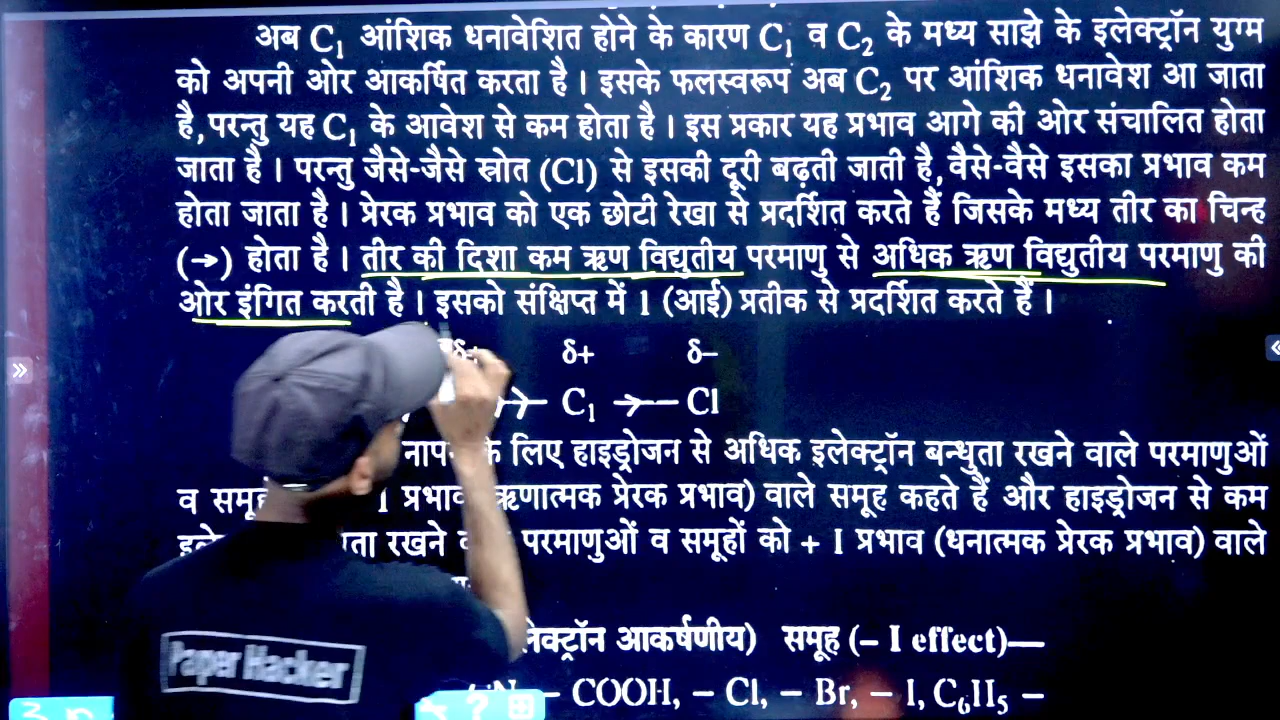 अब C₁ आंशिक धनावेशित होने के कारण C₁ व C₂ के मध्य साझे के इलेक्ट्रॉन युग्म
को अपनी ओर आकर्षित करता है । इसके फलस्वरूप अब C₂ पर आंशिक धनावेश आ जाता
है, परन्तु यह C₁ के आवेश से कम होता है । इस प्रकार यह प्रभाव आगे की ओर संचालित होता
जाता है । परन्तु जैसे-जैसे स्रोत (Cl) से इसकी दूरी बढ़ती जाती है, वैसे-वैसे इसका प्रभाव कम
होता जाता है । प्रेरक प्रभाव को एक छोटी रेखा से प्रदर्शित करते हैं जिसके मध्य तीर का चिन्ह
(→) होता है । तीर की दिशा कम ऋण विद्युतीय परमाणु से अधिक ऋण विद्युतीय परमाणु की
ओर इंगित करती है । इसको संक्षिप्त में I (आई) प्रतीक से प्रदर्शित करते हैं ।
δ+ δ−
C₁ Cl
के लिए हाइड्रोजन से अधिक इलेक्ट्रॉन बन्धुता रखने वाले परमाणुओं
व I प्रभाव ऋणात्मक प्रेरक प्रभाव) वाले समूह कहते हैं और हाइड्रोजन से कम
रखने परमाणुओं व समूहों को + I प्रभाव (धनात्मक प्रेरक प्रभाव) वाले
आकर्षणीय) समूह (– I effect)—
– COOH, – Cl, – Br, – I, C₆H₅ –
Paper Hacker